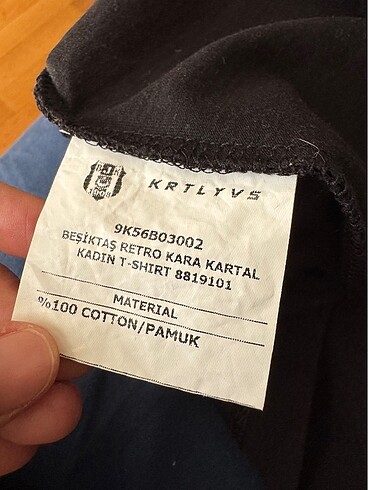 KRTLYVS
9K56B03002
BEŞİKTAŞ RETRO KARA KARTAL
KADIN T-SHIRT 8819101
MATERIAL
%100 COTTON/PAMUK